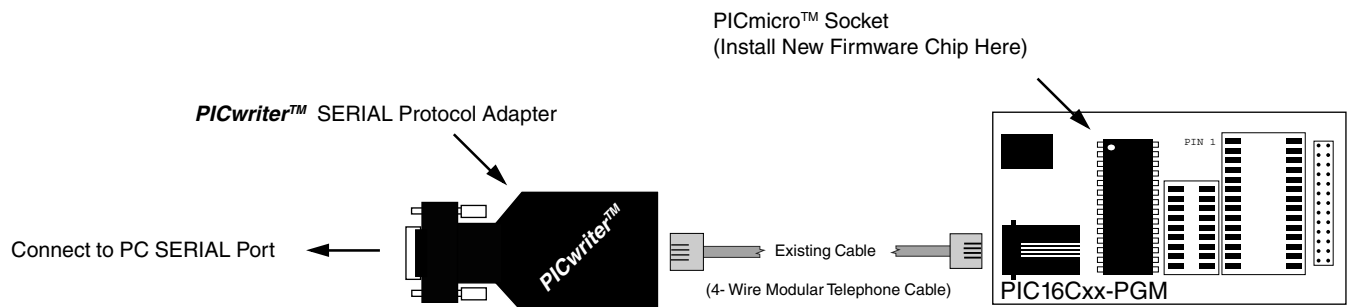 PICmicro™ Socket
(Install New Firmware Chip Here)
PICwriter™ SERIAL Protocol Adapter
PIN 1
Connect to PC SERIAL Port
PICwriter™
Existing Cable
(4- Wire Modular Telephone Cable)
PIC16Cxx-PGM